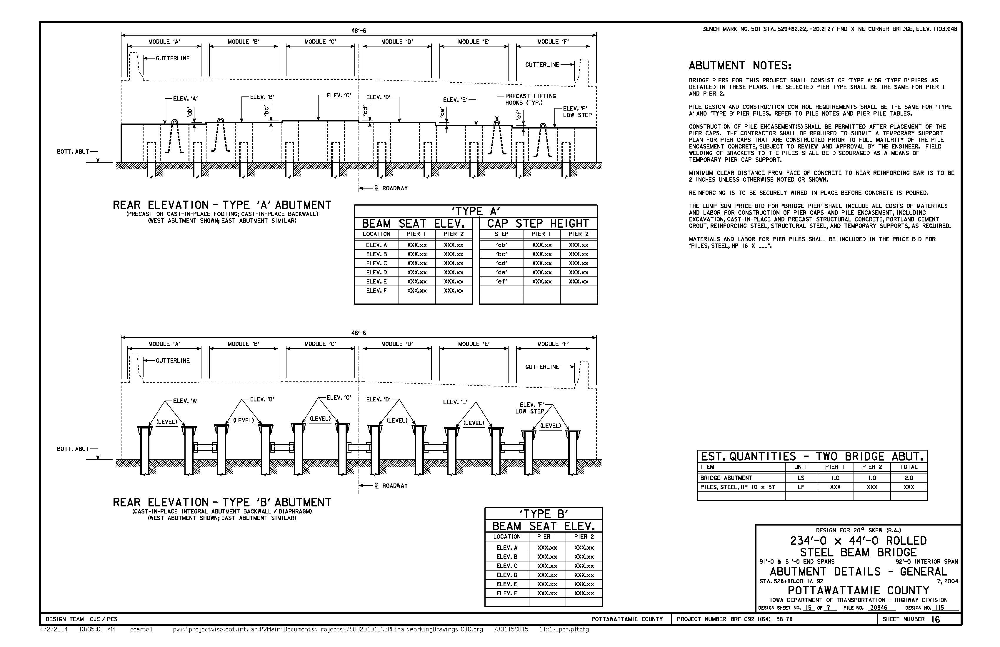 BENCH MARK NO. 501 STA. 529+82.22, -20.2127 FND X NE CORNER BRIDGE, ELEV. 1103.648
48'-6
MODULE 'A' MODULE 'B' MODULE 'C' MODULE 'D' MODULE 'E' MODULE 'F'
GUTTERLINE
GUTTERLINE
ELEV. 'A' ELEV. 'B' ELEV. 'C' ELEV. 'D' ELEV. 'E'
PRECAST LIFTING
HOOKS (TYP.)
ELEV. 'F'
LOW STEP
'ab' 'bc' 'cd' 'de' 'ef'
BOTT. ABUT
℄ ROADWAY
REAR ELEVATION - TYPE 'A' ABUTMENT
(PRECAST OR CAST-IN-PLACE FOOTING; CAST-IN-PLACE BACKWALL)
(WEST ABUTMENT SHOWN; EAST ABUTMENT SIMILAR)
'TYPE A'
BEAM SEAT ELEV. CAP STEP HEIGHT
LOCATION PIER 1 PIER 2 STEP PIER 1 PIER 2
ELEV. A XXX.xx XXX.xx 'ab' XXX.xx XXX.xx
ELEV. B XXX.xx XXX.xx 'bc' XXX.xx XXX.xx
ELEV. C XXX.xx XXX.xx 'cd' XXX.xx XXX.xx
ELEV. D XXX.xx XXX.xx 'de' XXX.xx XXX.xx
ELEV. E XXX.xx XXX.xx 'ef' XXX.xx XXX.xx
ELEV. F XXX.xx XXX.xx
ABUTMENT NOTES:
BRIDGE PIERS FOR THIS PROJECT SHALL CONSIST OF 'TYPE A' OR 'TYPE B' PIERS AS
DETAILED IN THESE PLANS. THE SELECTED PIER TYPE SHALL BE THE SAME FOR PIER 1
AND PIER 2.
PILE DESIGN AND CONSTRUCTION CONTROL REQUIREMENTS SHALL BE THE SAME FOR 'TYPE
A' AND 'TYPE B' PIER PILES. REFER TO PILE NOTES AND PIER PILE TABLES.
CONSTRUCTION OF PILE ENCASEMENT(S) SHALL BE PERMITTED AFTER PLACEMENT OF THE
PIER CAPS. THE CONTRACTOR SHALL BE REQUIRED TO SUBMIT A TEMPORARY SUPPORT
PLAN FOR PIER CAPS THAT ARE CONSTRUCTED PRIOR TO FULL MATURITY OF THE PILE
ENCASEMENT CONCRETE, SUBJECT TO REVIEW AND APPROVAL BY THE ENGINEER. FIELD
WELDING OF BRACKETS TO THE PILES SHALL BE DISCOURAGED AS A MEANS OF
TEMPORARY PIER CAP SUPPORT.
MINIMUM CLEAR DISTANCE FROM FACE OF CONCRETE TO NEAR REINFORCING BAR IS TO BE
2 INCHES UNLESS OTHERWISE NOTED OR SHOWN.
REINFORCING IS TO BE SECURELY WIRED IN PLACE BEFORE CONCRETE IS POURED.
THE LUMP SUM PRICE BID FOR "BRIDGE PIER" SHALL INCLUDE ALL COSTS OF MATERIALS
AND LABOR FOR CONSTRUCTION OF PIER CAPS AND PILE ENCASEMENT, INCLUDING
EXCAVATION, CAST-IN-PLACE AND PRECAST STRUCTURAL CONCRETE, PORTLAND CEMENT
GROUT, REINFORCING STEEL, STRUCTURAL STEEL, AND TEMPORARY SUPPORTS, AS REQUIRED.
MATERIALS AND LABOR FOR PIER PILES SHALL BE INCLUDED IN THE PRICE BID FOR
"PILES, STEEL, HP 16 X ___".
48'-6
MODULE 'A' MODULE 'B' MODULE 'C' MODULE 'D' MODULE 'E' MODULE 'F'
GUTTERLINE
GUTTERLINE
ELEV. 'A' ELEV. 'B' ELEV. 'C' ELEV. 'D' ELEV. 'E' ELEV. 'F'
LOW STEP
(LEVEL) (LEVEL) (LEVEL) (LEVEL) (LEVEL) (LEVEL)
BOTT. ABUT
℄ ROADWAY
REAR ELEVATION - TYPE 'B' ABUTMENT
(CAST-IN-PLACE INTEGRAL ABUTMENT BACKWALL / DIAPHRAGM)
(WEST ABUTMENT SHOWN; EAST ABUTMENT SIMILAR)
'TYPE B'
BEAM SEAT ELEV.
LOCATION PIER 1 PIER 2
ELEV. A XXX.xx XXX.xx
ELEV. B XXX.xx XXX.xx
ELEV. C XXX.xx XXX.xx
ELEV. D XXX.xx XXX.xx
ELEV. E XXX.xx XXX.xx
ELEV. F XXX.xx XXX.xx
EST. QUANTITIES - TWO BRIDGE ABUT.
ITEM UNIT PIER 1 PIER 2 TOTAL
BRIDGE ABUTMENT LS 1.0 1.0 2.0
PILES, STEEL, HP 10 x 57 LF XXX XXX XXX
DESIGN FOR 20° SKEW (R.A.)
234'-0 x 44'-0 ROLLED
STEEL BEAM BRIDGE
91'-0 & 51'-0 END SPANS 92'-0 INTERIOR SPAN
ABUTMENT DETAILS - GENERAL
STA. 528+80.00 IA 92 ?, 2004
POTTAWATTAMIE COUNTY
IOWA DEPARTMENT OF TRANSPORTATION - HIGHWAY DIVISION
DESIGN SHEET NO. 15 OF ? FILE NO. 30846 DESIGN NO. 115
DESIGN TEAM CJC / PES POTTAWATTAMIE COUNTY PROJECT NUMBER BRF-092-1(64)--38-78 SHEET NUMBER 16
4/2/2014 10:35:07 AM ccarte1 pw:\\projectwise.dot.int.lan:PWMain\Documents\Projects\7809201010\BRFinal\WorkingDrawings-CJC.brg 780115S015 11x17_pdf.pltcfg